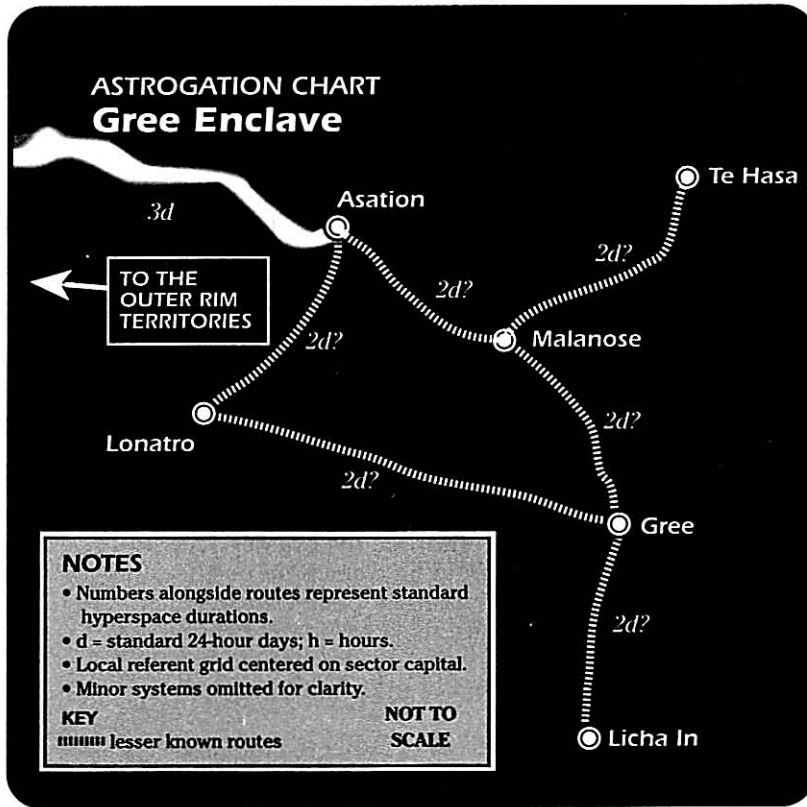 ASTROGATION CHART
Gree Enclave
3d
Asation
Te Hasa
TO THE
OUTER RIM
TERRITORIES
2d?
2d?
2d?
Malanose
Lonatro
2d?
2d?
Gree
2d?
Licha In
NOTES
• Numbers alongside routes represent standard
hyperspace durations.
• d = standard 24-hour days; h = hours.
• Local referent grid centered on sector capital.
• Minor systems omitted for clarity.
KEY
lesser known routes
NOT TO
SCALE